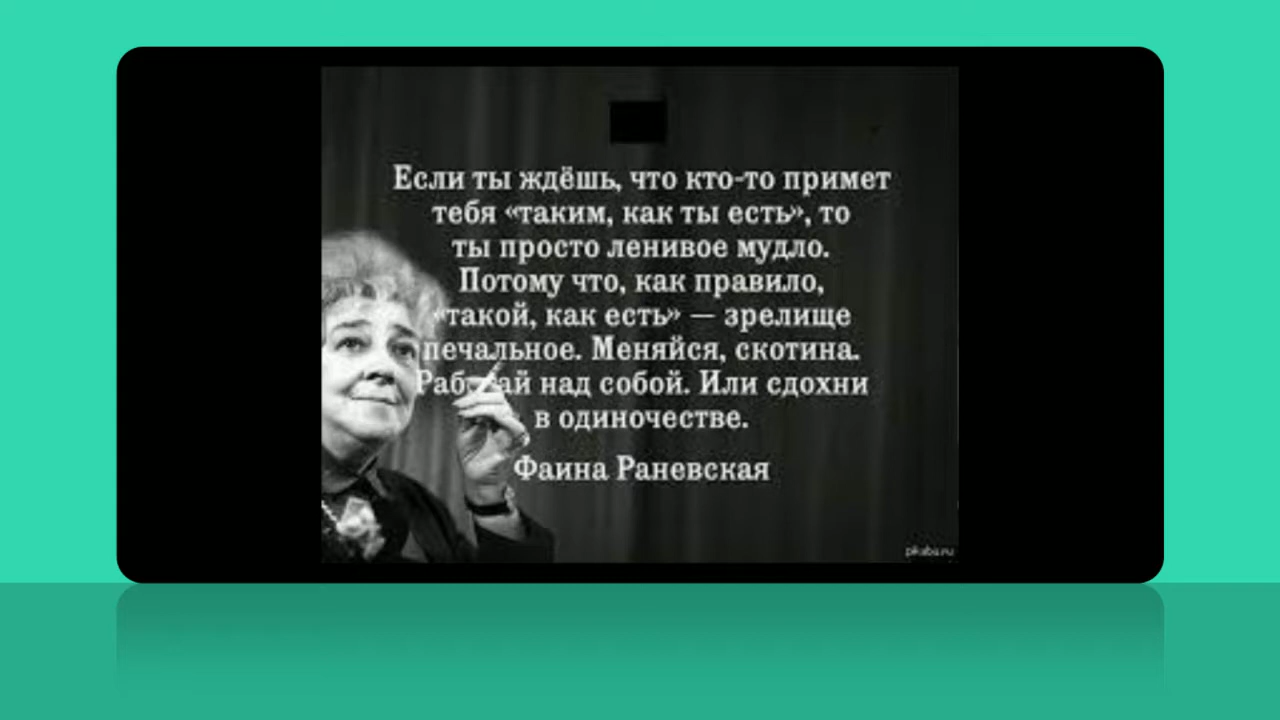 Если ты ждёшь, что кто-то примет
тебя «таким, как ты есть», то
ты просто ленивое мудло.
Потому что, как правило,
«такой, как есть» — зрелище
печальное. Меняйся, скотина.
Работай над собой. Или сдохни
в одиночестве.
Фаина Раневская
pikabu.ru